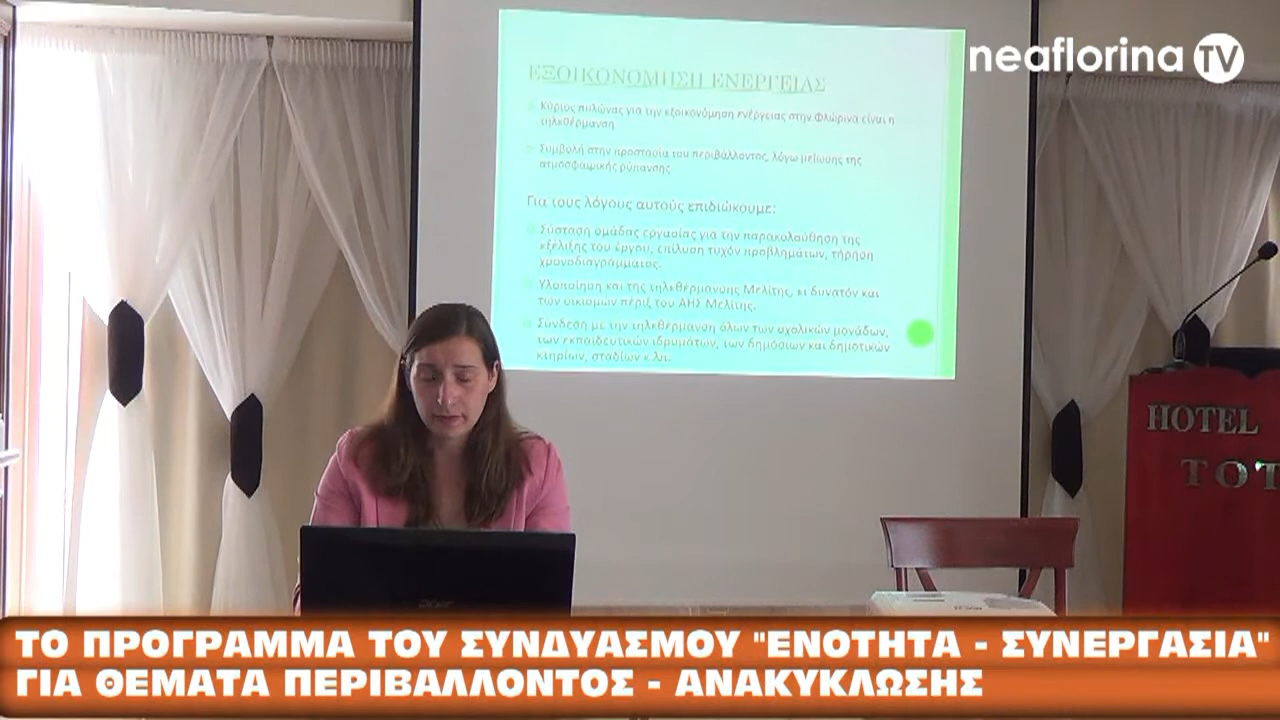 neaflorina TV
ΕΞΟΙΚΟΝΟΜΗΣΗ ΕΝΕΡΓΕΙΑΣ
Κύριος πυλώνας για την εξοικονόμηση ενέργειας στην Φλώρινα είναι η
τηλεθέρμανση
Συμβολή στην προστασία του περιβάλλοντος, λόγω μείωσης της
ατμοσφαιρικής ρύπανσης
Για τους λόγους αυτούς επιδιώκουμε:
Σύσταση ομάδας εργασίας για την παρακολούθηση της
εξέλιξης του έργου, επίλυση τυχόν προβλημάτων, τήρηση
χρονοδιαγράμματος.
Υλοποίηση και της τηλεθέρμανσης Μελίτης, κι δυνατόν και
των οικισμών πέριξ του ΑΗΣ Μελίτης.
Σύνδεση με την τηλεθέρμανση όλων των σχολικών μονάδων,
των εκπαιδευτικών ιδρυμάτων, των δημόσιων και δημοτικών
κτηρίων, σταδίων κ.λπ.
HOTEL
TOT
acer
ΤΟ ΠΡΟΓΡΑΜΜΑ ΤΟΥ ΣΥΝΔΥΑΣΜΟΥ "ΕΝΟΤΗΤΑ - ΣΥΝΕΡΓΑΣΙΑ"
ΓΙΑ ΘΕΜΑΤΑ ΠΕΡΙΒΑΛΛΟΝΤΟΣ - ΑΝΑΚΥΚΛΩΣΗΣ